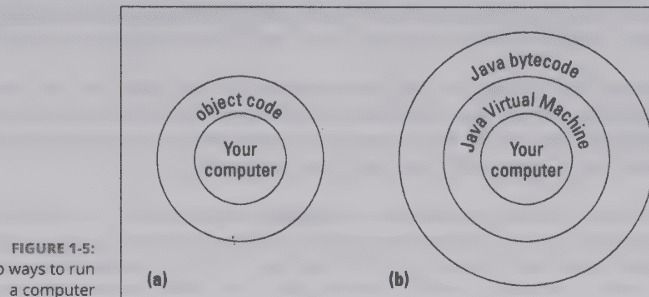 object code
Your
computer
Java bytecode
Java Virtual Machine
Your
computer
(a)
(b)
FIGURE 1-5:
ways to run
a computer